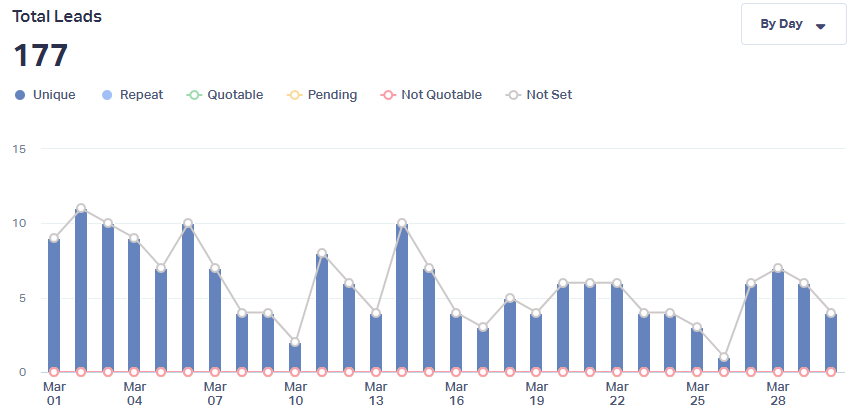 Total Leads
By Day
177
Unique Repeat Quotable Pending Not Quotable Not Set
15
10
5
0
Mar Mar Mar Mar Mar Mar Mar Mar Mar Mar
01 04 07 10 13 16 19 22 25 28